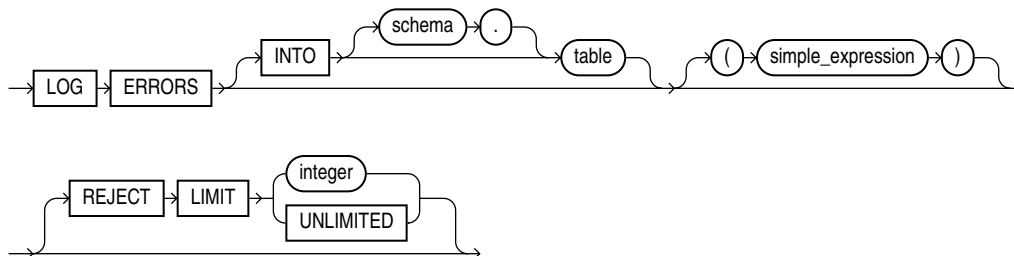 schema .
INTO table ( simple_expression )
LOG ERRORS
integer
REJECT LIMIT
UNLIMITED